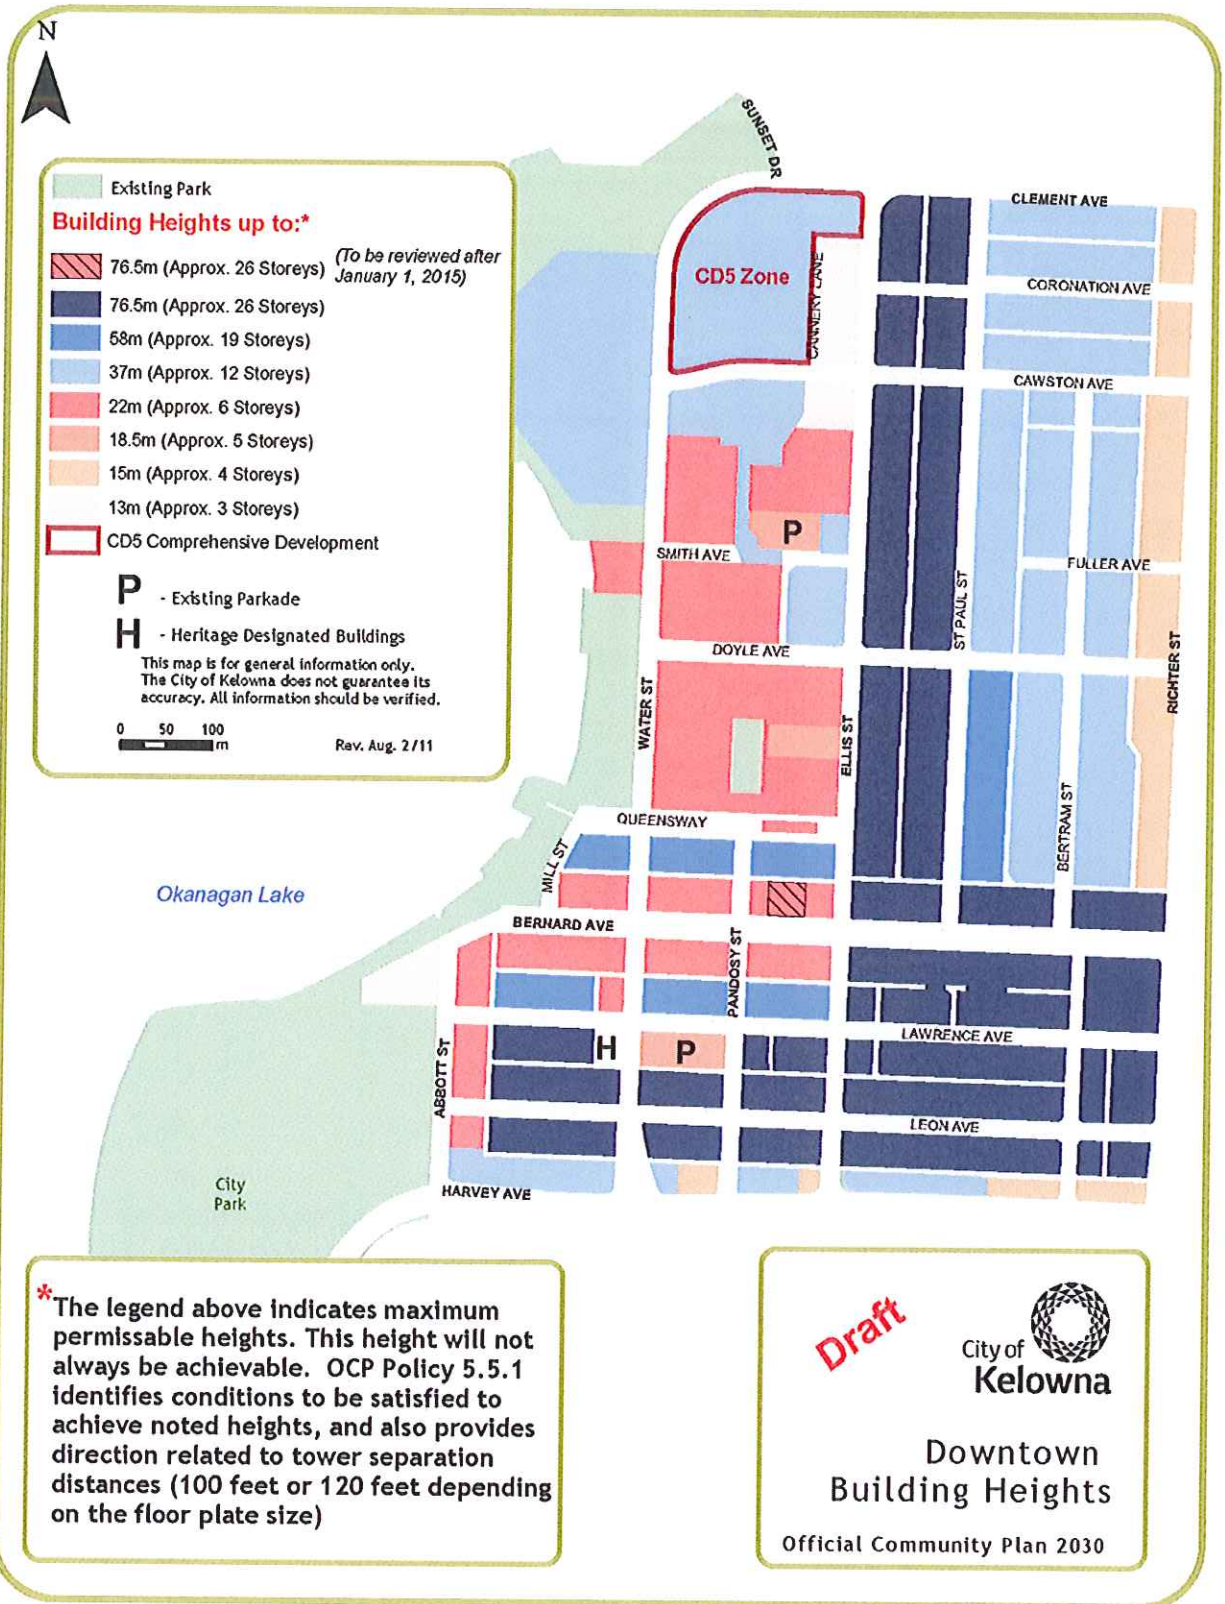 N
SUNSET DR
Existing Park
Building Heights up to:*
76.5m (Approx. 26 Storeys)
(To be reviewed after
January 1, 2015)
76.5m (Approx. 26 Storeys)
58m (Approx. 19 Storeys)
37m (Approx. 12 Storeys)
22m (Approx. 6 Storeys)
18.5m (Approx. 5 Storeys)
15m (Approx. 4 Storeys)
13m (Approx. 3 Storeys)
CD5 Comprehensive Development
P - Existing Parkade
H - Heritage Designated Buildings
This map is for general information only.
The City of Kelowna does not guarantee its
accuracy. All information should be verified.
0 50 100
m
Rev. Aug. 2/11
CLEMENT AVE
CD5 Zone
CANNERY LANE
CORONATION AVE
CAWSTON AVE
P
SMITH AVE
FULLER AVE
ST PAUL ST
DOYLE AVE
RICHTER ST
WATER ST
ELLIS ST
QUEENSWAY
BERTRAM ST
MILL ST
Okanagan Lake
BERNARD AVE
PANDOSY ST
LAWRENCE AVE
ABBOTT ST
H
P
LEON AVE
HARVEY AVE
City
Park
*The legend above indicates maximum
permissable heights. This height will not
always be achievable. OCP Policy 5.5.1
identifies conditions to be satisfied to
achieve noted heights, and also provides
direction related to tower separation
distances (100 feet or 120 feet depending
on the floor plate size)
Draft
City of
Kelowna
Downtown
Building Heights
Official Community Plan 2030